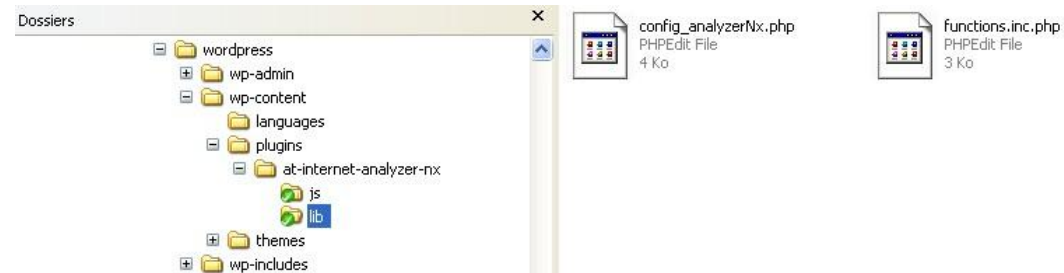 Dossiers
wordpress
wp-admin
wp-content
languages
plugins
at-internet-analyzer-nx
js
lib
themes
wp-includes
config_analyzerNx.php
PHPEdit File
4 Ko
functions.inc.php
PHPEdit File
3 Ko